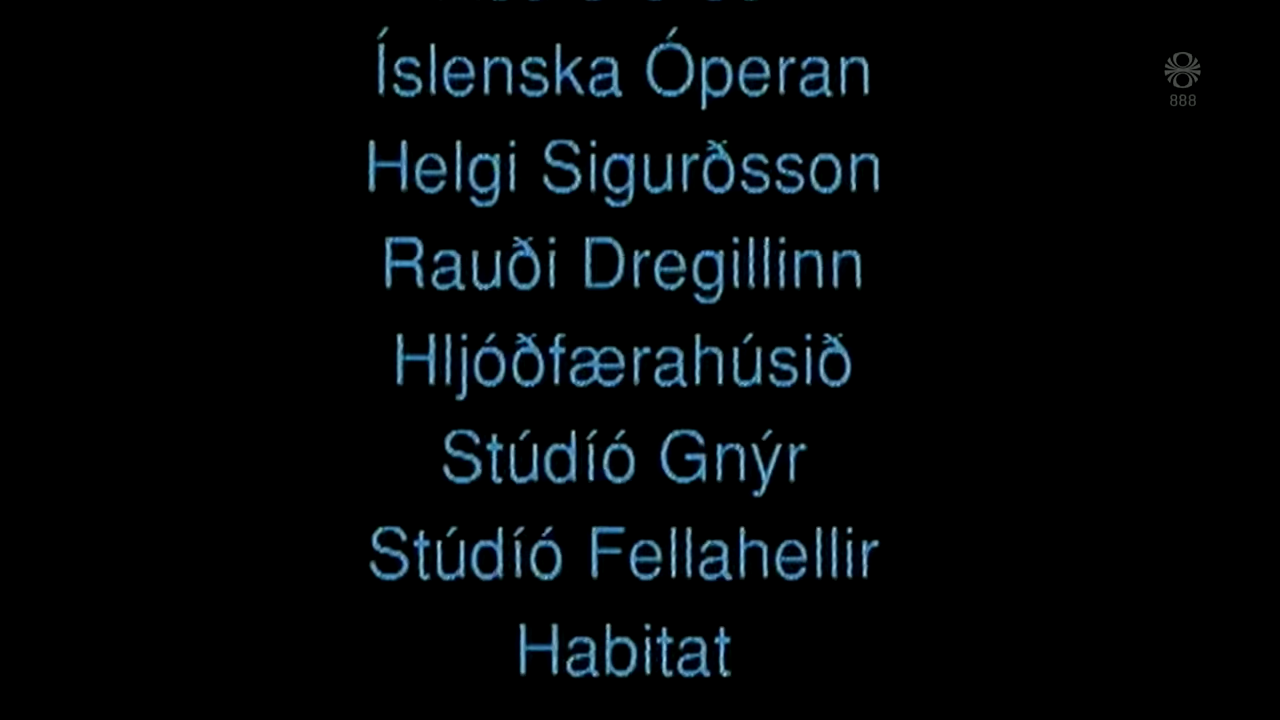 Íslenska Óperan
Helgi Sigurðsson
Rauði Dregillinn
Hljóðfærahúsið
Stúdíó Gnýr
Stúdíó Fellahellir
Habitat
888